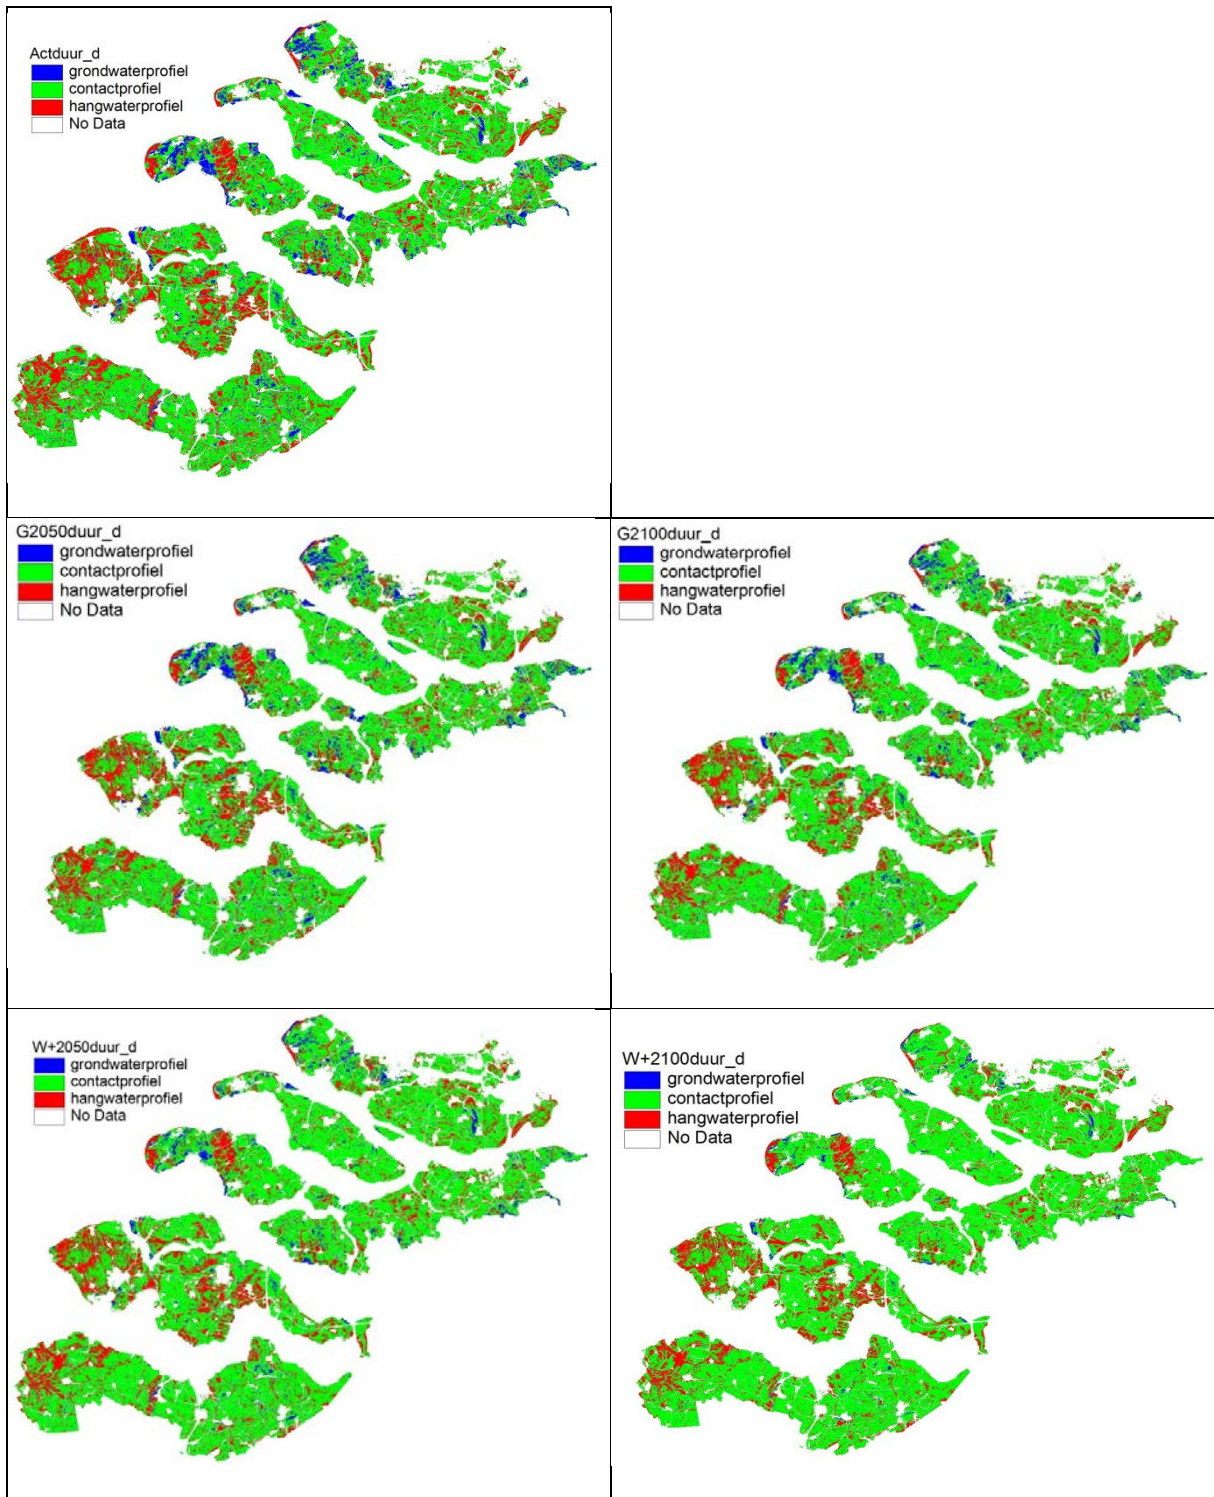 Actduur_d
grondwaterprofiel
contactprofiel
hangwaterprofiel
No Data
G2050duur_d
grondwaterprofiel
contactprofiel
hangwaterprofiel
No Data
G2100duur_d
grondwaterprofiel
contactprofiel
hangwaterprofiel
No Data
W+2050duur_d
grondwaterprofiel
contactprofiel
hangwaterprofiel
No Data
W+2100duur_d
grondwaterprofiel
contactprofiel
hangwaterprofiel
No Data